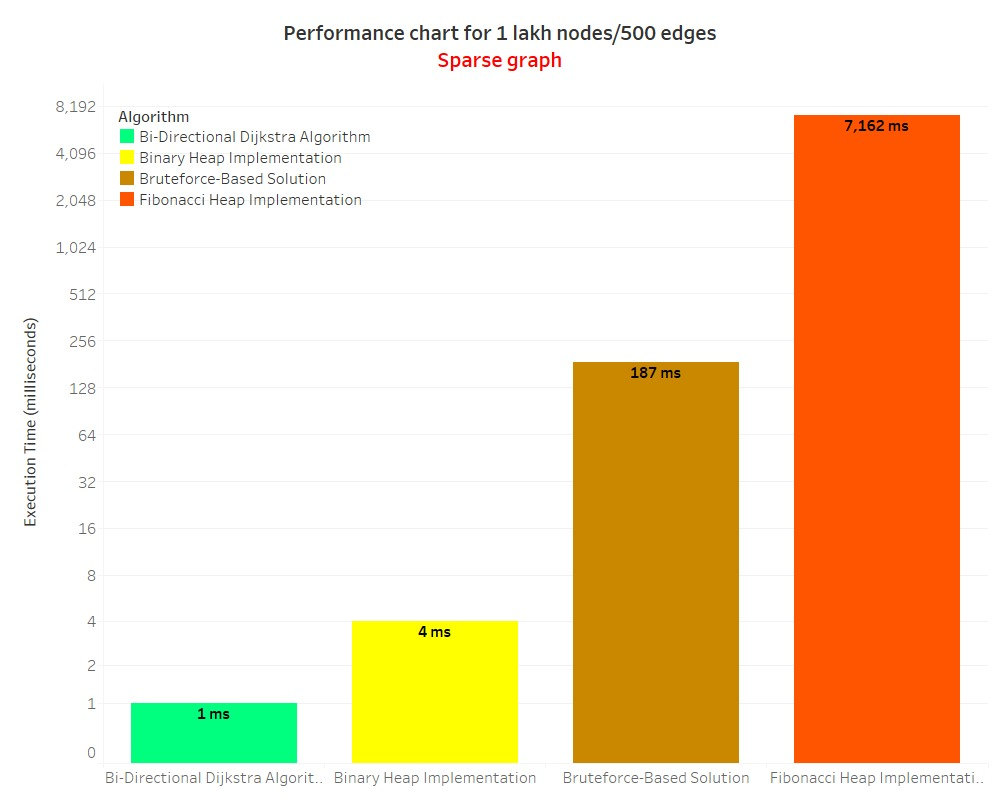 Performance chart for 1 lakh nodes/500 edges
Sparse graph
Algorithm
Bi-Directional Dijkstra Algorithm
Binary Heap Implementation
Bruteforce-Based Solution
Fibonacci Heap Implementation
Execution Time (milliseconds)
8,192
4,096
2,048
1,024
512
256
128
64
32
16
8
4
2
1
0
1 ms
4 ms
187 ms
7,162 ms
Bi-Directional Dijkstra Algorit..
Binary Heap Implementation
Bruteforce-Based Solution
Fibonacci Heap Implementati..